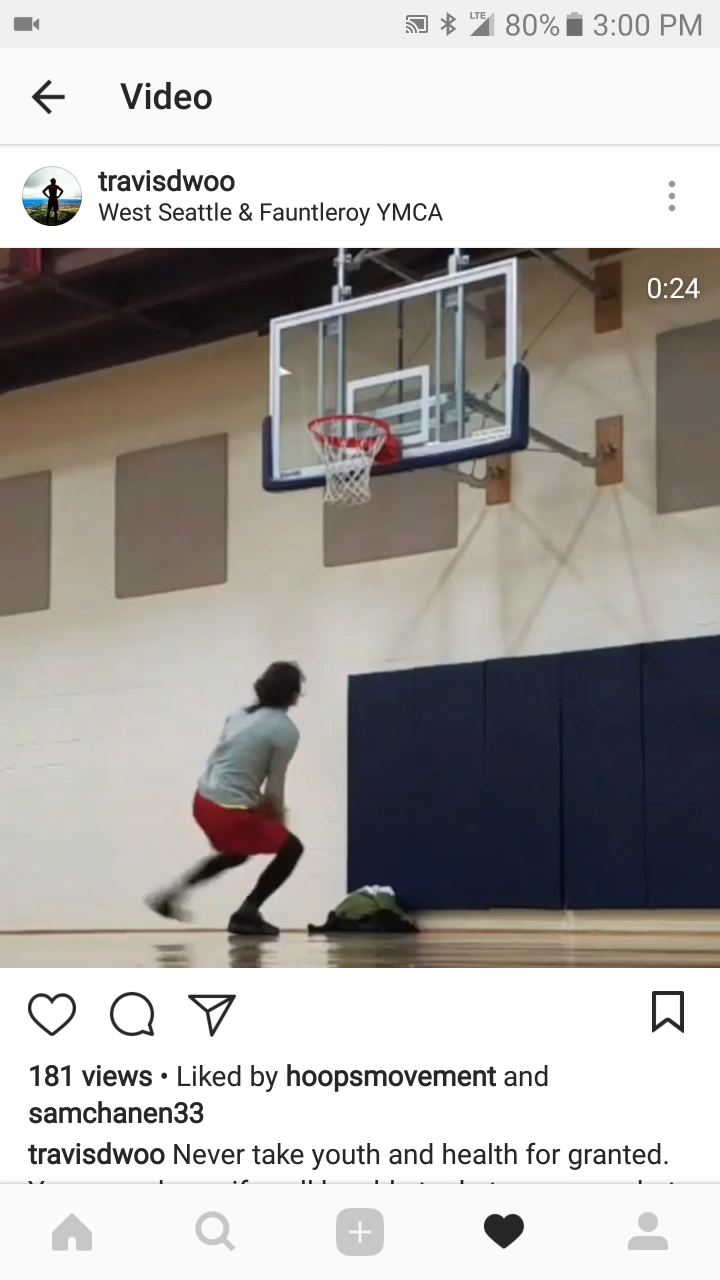 LTE 80% 3:00 PM
Video
travisdwoo
West Seattle & Fauntleroy YMCA
0:24
181 views • Liked by hoopsmovement and
samchanen33
travisdwoo Never take youth and health for granted.